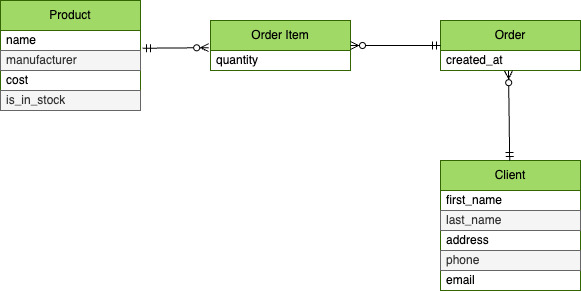 Product
name
manufacturer
cost
is_in_stock
Order Item
quantity
Order
created_at
Client
first_name
last_name
address
phone
email